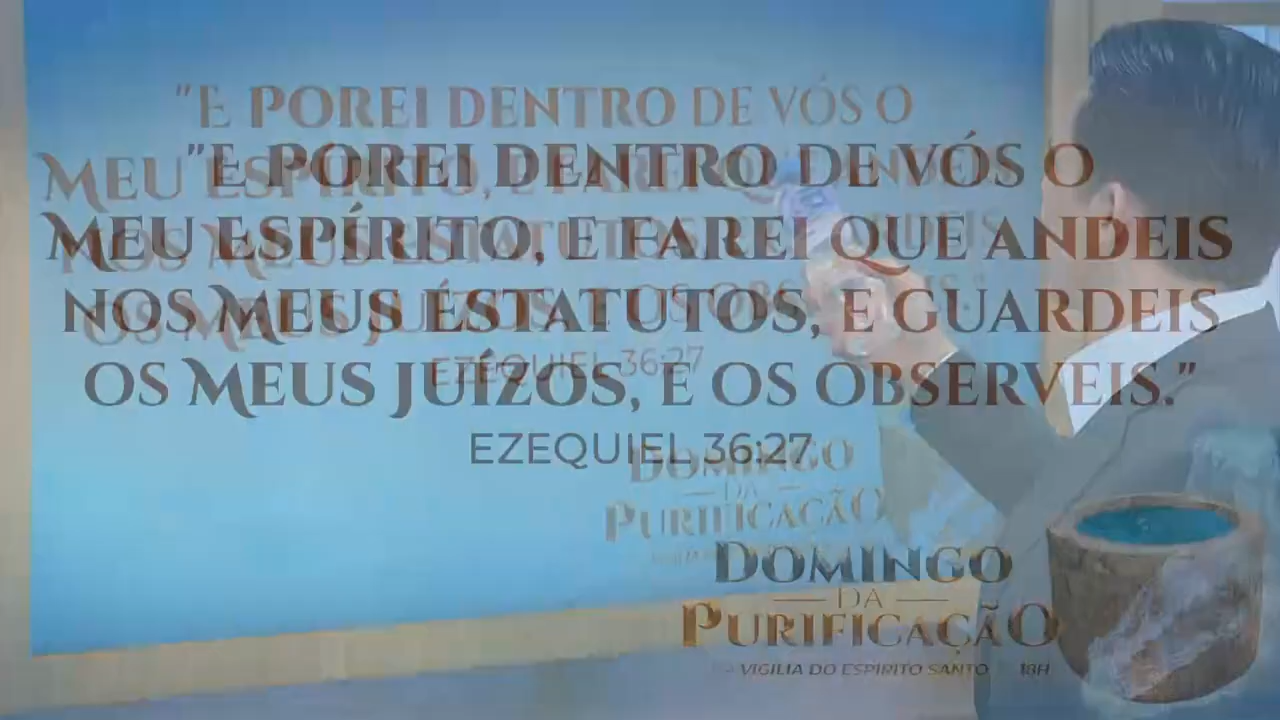 "E POREI DENTRO DE VÓS O
MEU ESPÍRITO, E FAREI QUE ANDEIS
NOS MEUS ESTATUTOS, E GUARDEIS
OS MEUS JUÍZOS, E OS OBSERVEIS."
EZEQUIEL 36:27
DOMINGO
DA
PURIFICAÇÃO
VIGILIA DO ESPÍRITO SANTO 18H